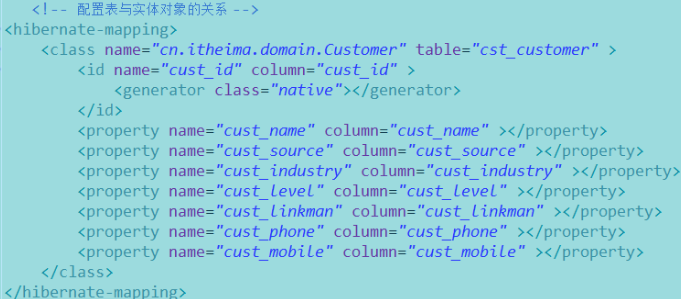 <!-- 配置表与实体对象的关系 -->
<hibernate-mapping>
<class name="cn.itheima.domain.Customer" table="cst_customer" >
<id name="cust_id" column="cust_id" >
<generator class="native"></generator>
</id>
<property name="cust_name" column="cust_name" ></property>
<property name="cust_source" column="cust_source" ></property>
<property name="cust_industry" column="cust_industry" ></property>
<property name="cust_level" column="cust_level" ></property>
<property name="cust_linkman" column="cust_linkman" ></property>
<property name="cust_phone" column="cust_phone" ></property>
<property name="cust_mobile" column="cust_mobile" ></property>
</class>
</hibernate-mapping>